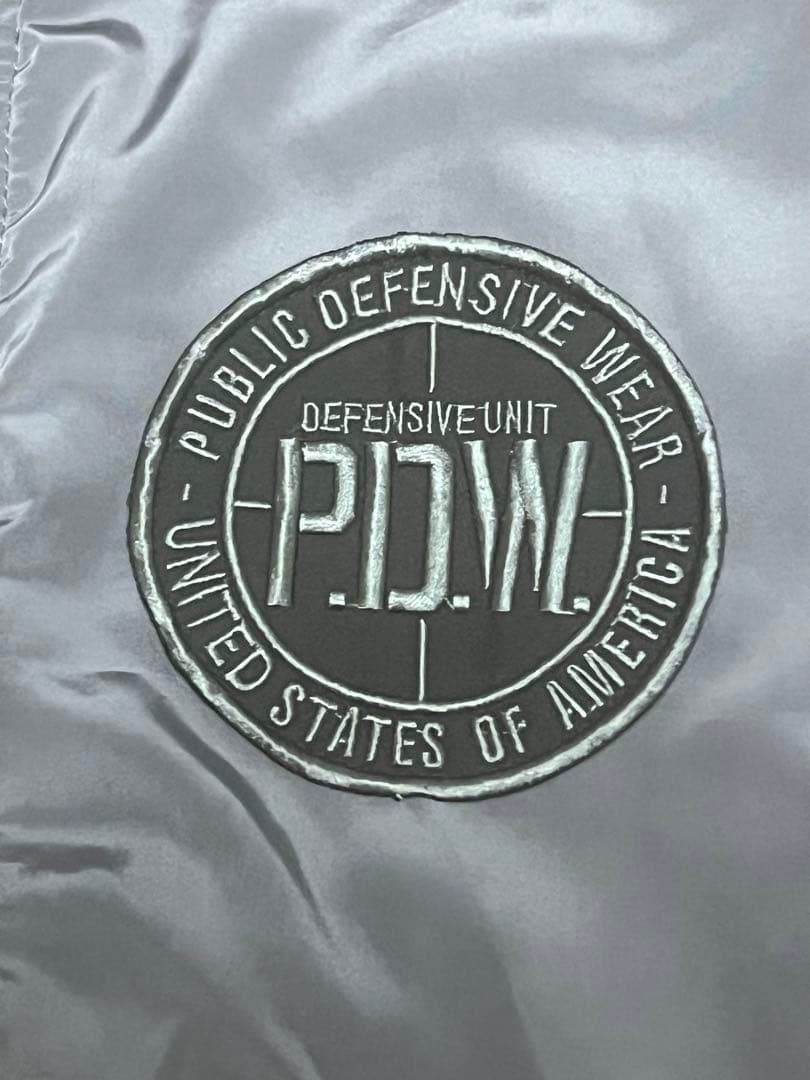 - PUBLIC DEFENSIVE WEAR -
DEFENSIVE UNIT
P.D.W.
UNITED STATES OF AMERICA